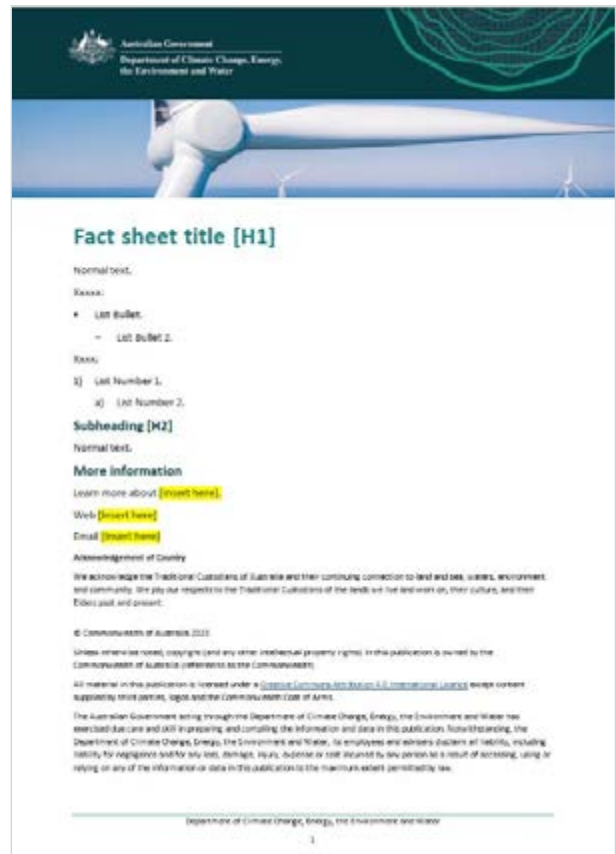 Australian Government
Department of Climate Change, Energy,
the Environment and Water
Fact sheet title [H1]
Normal text.
Xxxxx:
• List Bullet.
– List Bullet 2.
Xxxx:
1) List Number 1.
a) List Number 2.
Subheading [H2]
Normal text.
More information
Learn more about [insert here].
Web [insert here]
Email [insert here]
Acknowledgement of Country
We acknowledge the Traditional Custodians of Australia and their continuing connection to land and sea, waters, environment
and community. We pay our respects to the Traditional Custodians of the lands we live and work on, their culture, and their
Elders past and present.
© Commonwealth of Australia 2023
Unless otherwise noted, copyright (and any other intellectual property rights) in this publication is owned by the
Commonwealth of Australia (referred to as the Commonwealth).
All material in this publication is licensed under a Creative Commons Attribution 4.0 International Licence except content
supplied by third parties, logos and the Commonwealth Coat of Arms.
The Australian Government acting through the Department of Climate Change, Energy, the Environment and Water has
exercised due care and skill in preparing and compiling the information and data in this publication. Notwithstanding, the
Department of Climate Change, Energy, the Environment and Water, its employees and advisers disclaim all liability, including
liability for negligence and for any loss, damage, injury, expense or cost incurred by any person as a result of accessing, using or
relying on any of the information or data in this publication to the maximum extent permitted by law.
Department of Climate Change, Energy, the Environment and Water
1